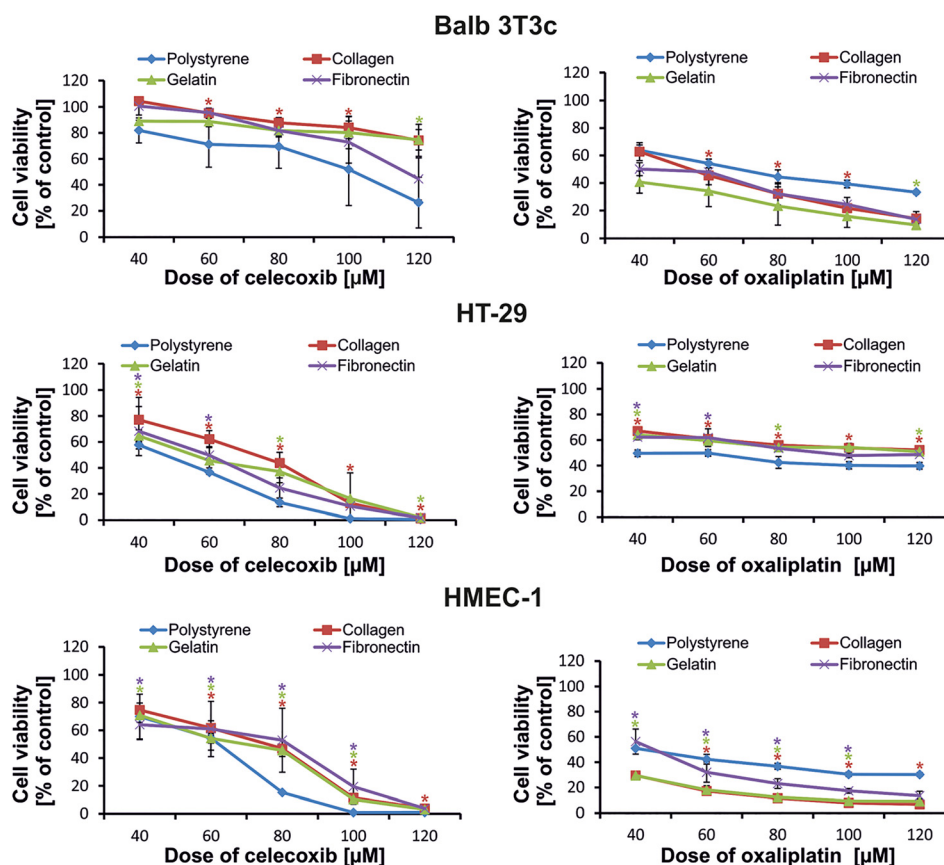 Balb 3T3c
Polystyrene Collagen
Gelatin Fibronectin
Cell viability
[% of control]
120
100
80
60
40
20
0
40 60 80 100 120
Dose of celecoxib [µM]
Polystyrene Collagen
Gelatin Fibronectin
Cell viability
[% of control]
120
100
80
60
40
20
0
40 60 80 100 120
Dose of oxaliplatin [µM]
HT-29
Polystyrene Collagen
Gelatin Fibronectin
Cell viability
[% of control]
120
100
80
60
40
20
0
* * * * *
* * * *
*
40 60 80 100 120
Dose of celecoxib [µM]
Polystyrene Collagen
Gelatin Fibronectin
Cell viability
[% of control]
120
100
80
60
40
20
0
40 60 80 100 120
Dose of oxaliplatin [µM]
HMEC-1
Polystyrene Collagen
Gelatin Fibronectin
Cell viability
[% of control]
120
100
80
60
40
20
0
40 60 80 100 120
Dose of celecoxib [µM]
Polystyrene Collagen
Gelatin Fibronectin
Cell viability
[% of control]
120
100
80
60
40
20
0
40 60 80 100 120
Dose of oxaliplatin [µM]